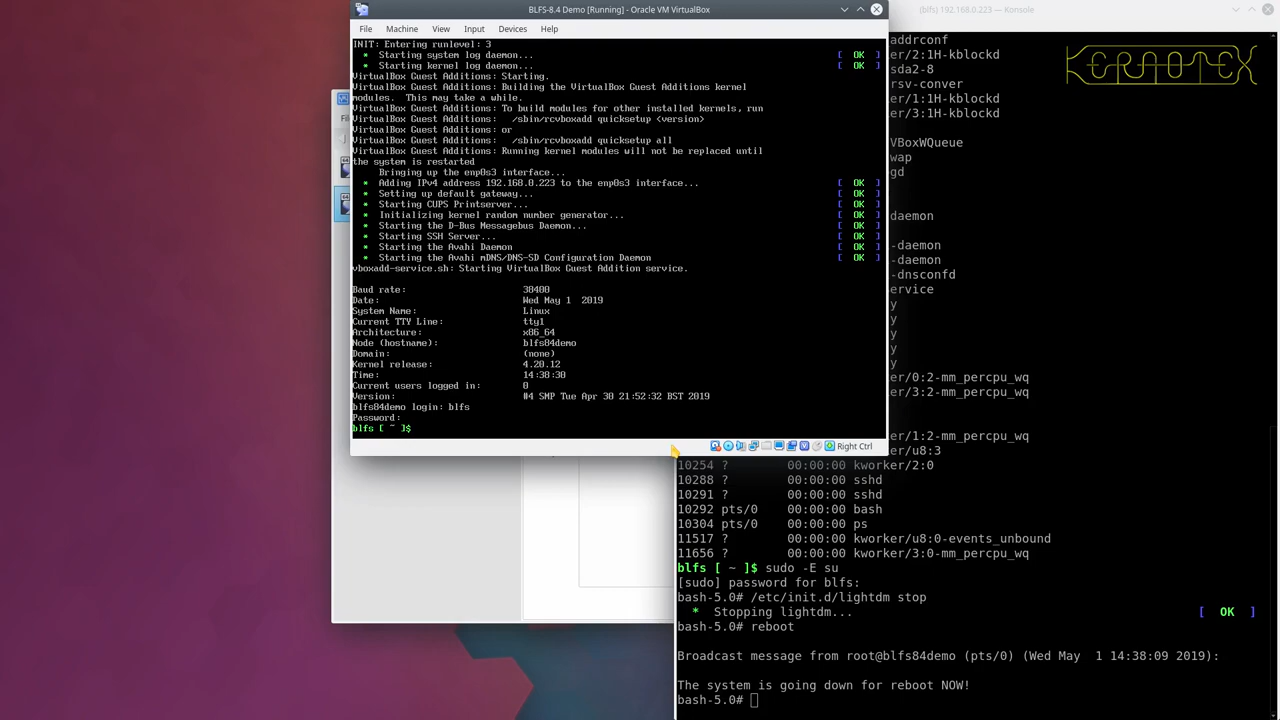 BLFS-8.4 Demo [Running] - Oracle VM VirtualBox
File Machine View Input Devices Help
INIT: Entering runlevel: 3
* Starting system log daemon... [ OK ]
* Starting kernel log daemon... [ OK ]
VirtualBox Guest Additions: Starting.
VirtualBox Guest Additions: Building the VirtualBox Guest Additions kernel
modules.  This may take a while.
VirtualBox Guest Additions: To build modules for other installed kernels, run
VirtualBox Guest Additions:   /sbin/rcvboxadd quicksetup <version>
VirtualBox Guest Additions: or
VirtualBox Guest Additions:   /sbin/rcvboxadd quicksetup all
VirtualBox Guest Additions: Running kernel modules will not be replaced until
the system is restarted
Bringing up the enp0s3 interface...
* Adding IPv4 address 192.168.0.223 to the enp0s3 interface... [ OK ]
* Setting up default gateway... [ OK ]
* Starting CUPS Printserver... [ OK ]
* Initializing kernel random number generator... [ OK ]
* Starting the D-Bus Messagebus Daemon... [ OK ]
* Starting SSH Server... [ OK ]
* Starting the Avahi Daemon [ OK ]
* Starting the Avahi mDNS/DNS-SD Configuration Daemon [ OK ]
vboxadd-service.sh: Starting VirtualBox Guest Addition service.
Baud rate: 38400
Date: Wed May 1  2019
System Name: Linux
Current TTY Line: tty1
Architecture: x86_64
Node (hostname): blfs84demo
Domain: (none)
Kernel release: 4.20.12
Time: 14:38:30
Current users logged in: 0
Version: #4 SMP Tue Apr 30 21:52:32 BST 2019
blfs84demo login: blfs
Password:
blfs [ ~ ]$
Right Ctrl
Fi
(blfs) 192.168.0.223 — Konsole
KERAOTEX
addrconf
er/2:1H-kblockd
sda2-8
rsv-conver
er/1:1H-kblockd
er/3:1H-kblockd
VBoxWQueue
wap
gd
daemon
-daemon
-daemon
-dnsconfd
ervice
y
y
y
y
er/0:2-mm_percpu_wq
er/3:2-mm_percpu_wq
er/1:2-mm_percpu_wq
er/u8:3
10254 ? 00:00:00 kworker/2:0
10288 ? 00:00:00 sshd
10291 ? 00:00:00 sshd
10292 pts/0 00:00:00 bash
10304 pts/0 00:00:00 ps
11517 ? 00:00:00 kworker/u8:0-events_unbound
11656 ? 00:00:00 kworker/3:0-mm_percpu_wq
blfs [ ~ ]$ sudo -E su
[sudo] password for blfs:
bash-5.0# /etc/init.d/lightdm stop
* Stopping lightdm... [ OK ]
bash-5.0# reboot
Broadcast message from root@blfs84demo (pts/0) (Wed May  1 14:38:09 2019):
The system is going down for reboot NOW!
bash-5.0#